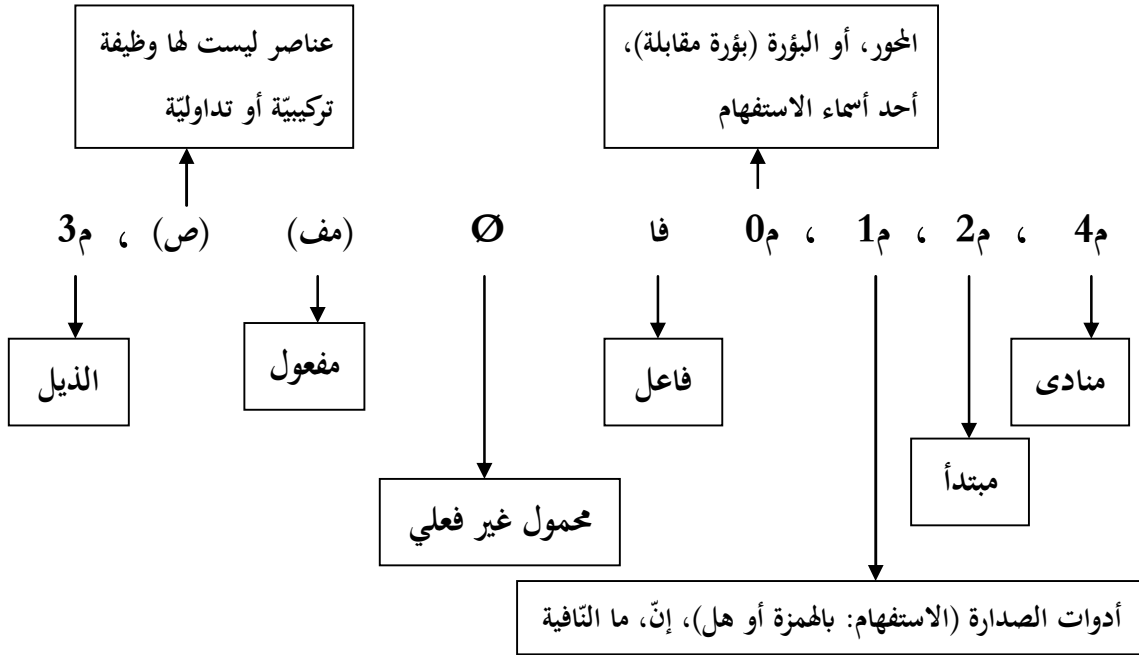 عناصر ليست لها وظيفة
تركيبيّة أو تداوليّة
المحور، أو البؤرة (بؤرة مقابلة)،
أحد أسماء الاستفهام
م4 ، م2 ، م1 ، م0 فا Ø (مف) (ص) ، م3
منادى
فاعل
مفعول
الذيل
مبتدأ
محمول غير فعلي
أدوات الصدارة (الاستفهام: بالهمزة أو هل)، إنّ، ما النّافية